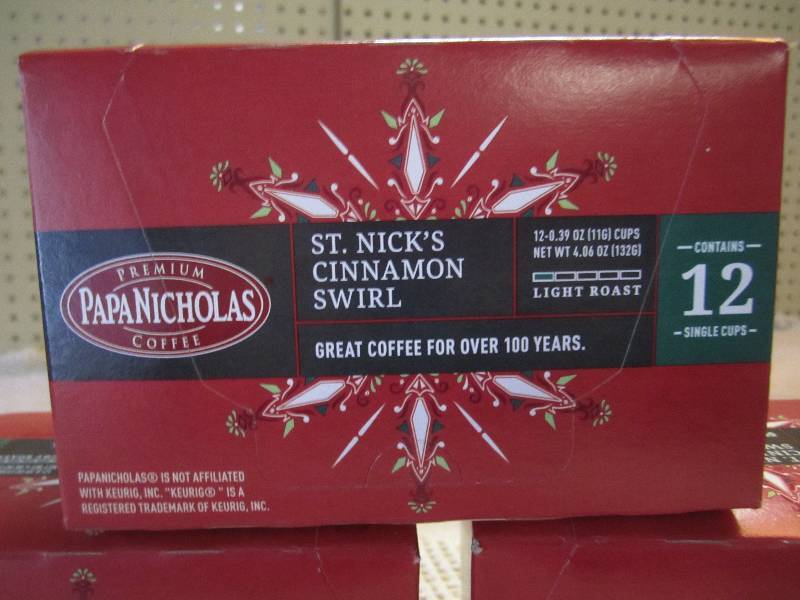 PREMIUM
PAPANICHOLAS
COFFEE
ST. NICK'S
CINNAMON
SWIRL
12-0.39 OZ (11G) CUPS
NET WT 4.06 OZ (132G)
LIGHT ROAST
CONTAINS
12
SINGLE CUPS
GREAT COFFEE FOR OVER 100 YEARS.
PAPANICHOLAS® IS NOT AFFILIATED
WITH KEURIG, INC. "KEURIG®" IS A
REGISTERED TRADEMARK OF KEURIG, INC.